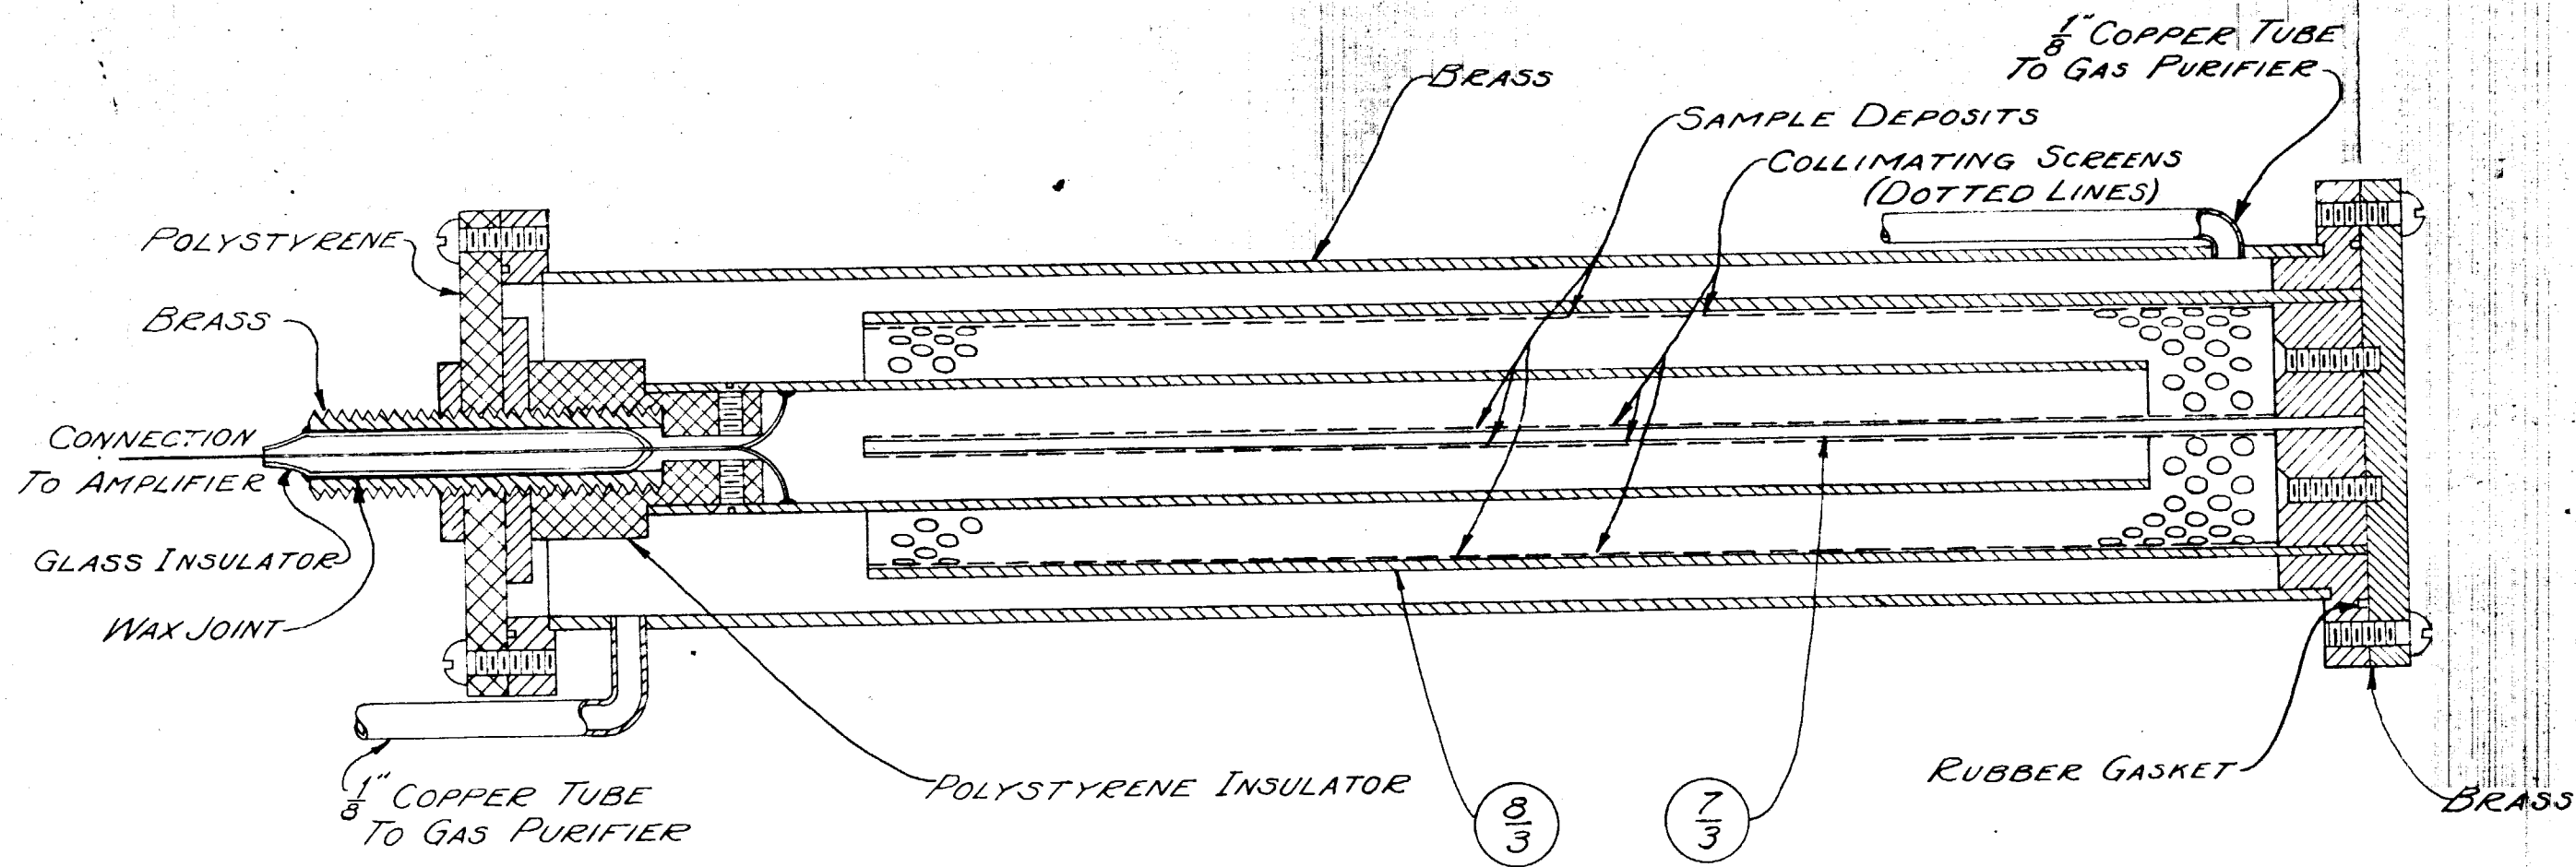 1/8" COPPER TUBE
TO GAS PURIFIER
BRASS
SAMPLE DEPOSITS
COLLIMATING SCREENS
(DOTTED LINES)
POLYSTYRENE
BRASS
CONNECTION
TO AMPLIFIER
GLASS INSULATOR
WAX JOINT
1/8" COPPER TUBE
TO GAS PURIFIER
POLYSTYRENE INSULATOR
8/3
7/3
RUBBER GASKET
BRASS